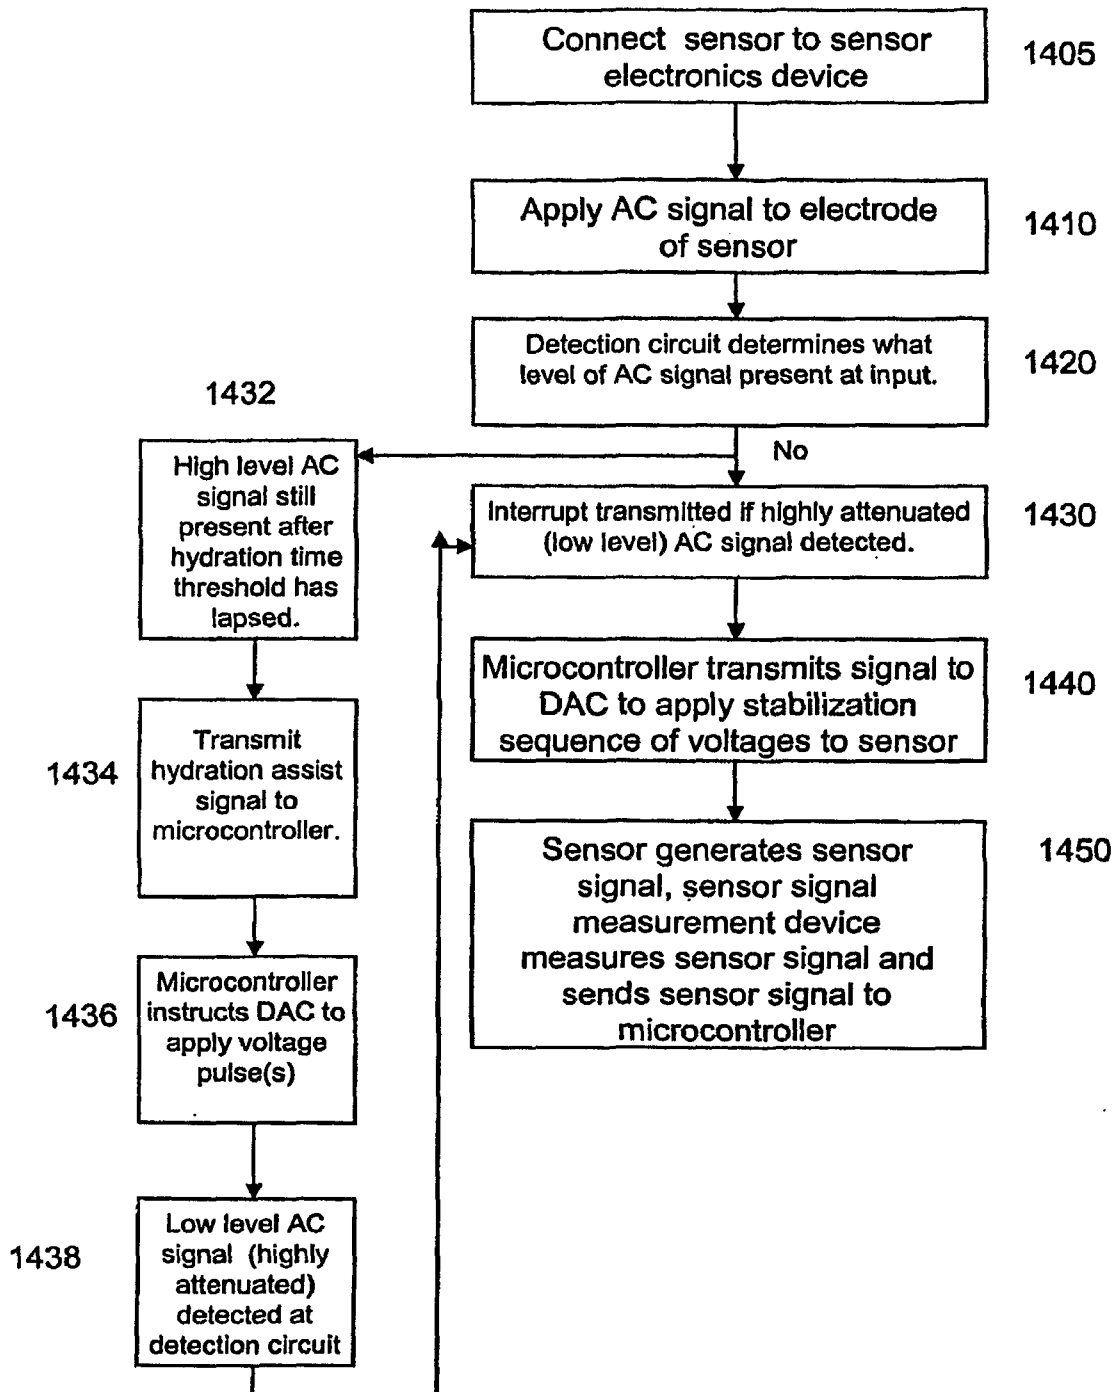 Connect sensor to sensor
electronics device
1405
Apply AC signal to electrode
of sensor
1410
Detection circuit determines what
level of AC signal present at input.
1420
No
1432
High level AC
signal still
present after
hydration time
threshold has
lapsed.
Interrupt transmitted if highly attenuated
(low level) AC signal detected.
1430
Microcontroller transmits signal to
DAC to apply stabilization
sequence of voltages to sensor
1440
1434
Transmit
hydration assist
signal to
microcontroller.
Sensor generates sensor
signal, sensor signal
measurement device
measures sensor signal and
sends sensor signal to
microcontroller
1450
1436
Microcontroller
instructs DAC to
apply voltage
pulse(s)
1438
Low level AC
signal (highly
attenuated)
detected at
detection circuit